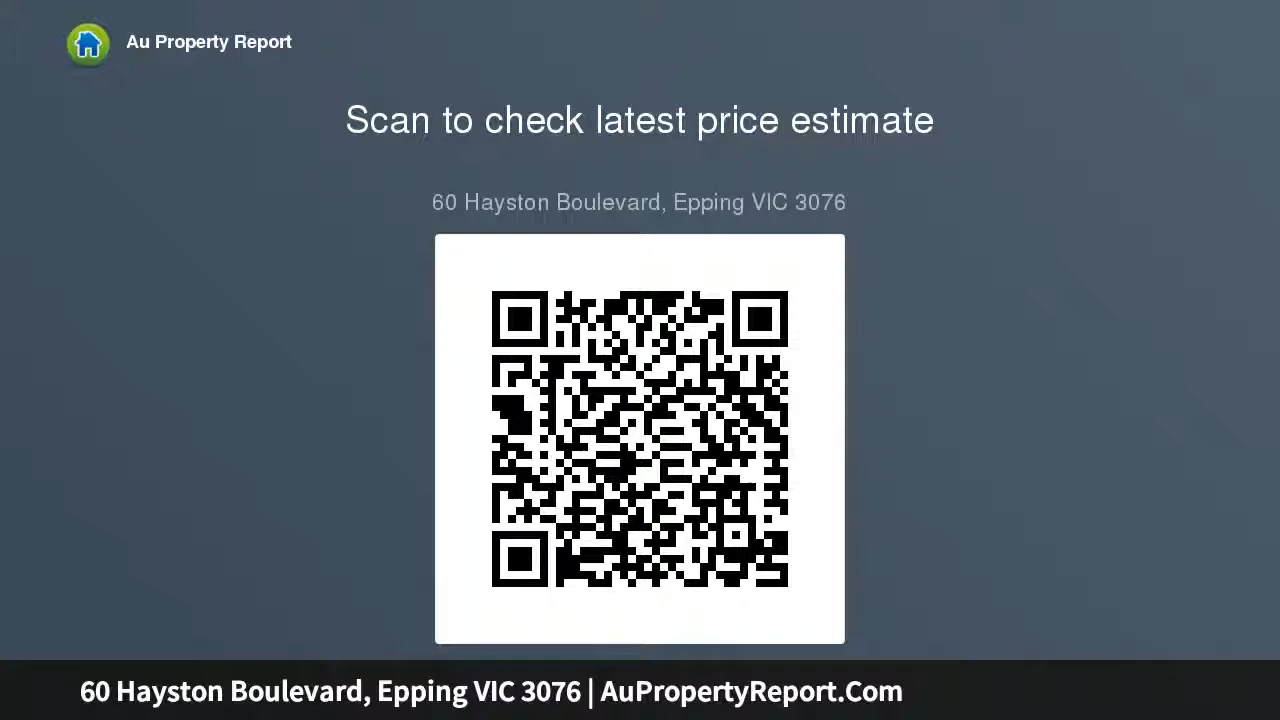 Au Property Report
Scan to check latest price estimate
60 Hayston Boulevard, Epping VIC 3076
60 Hayston Boulevard, Epping VIC 3076 | AuPropertyReport.Com